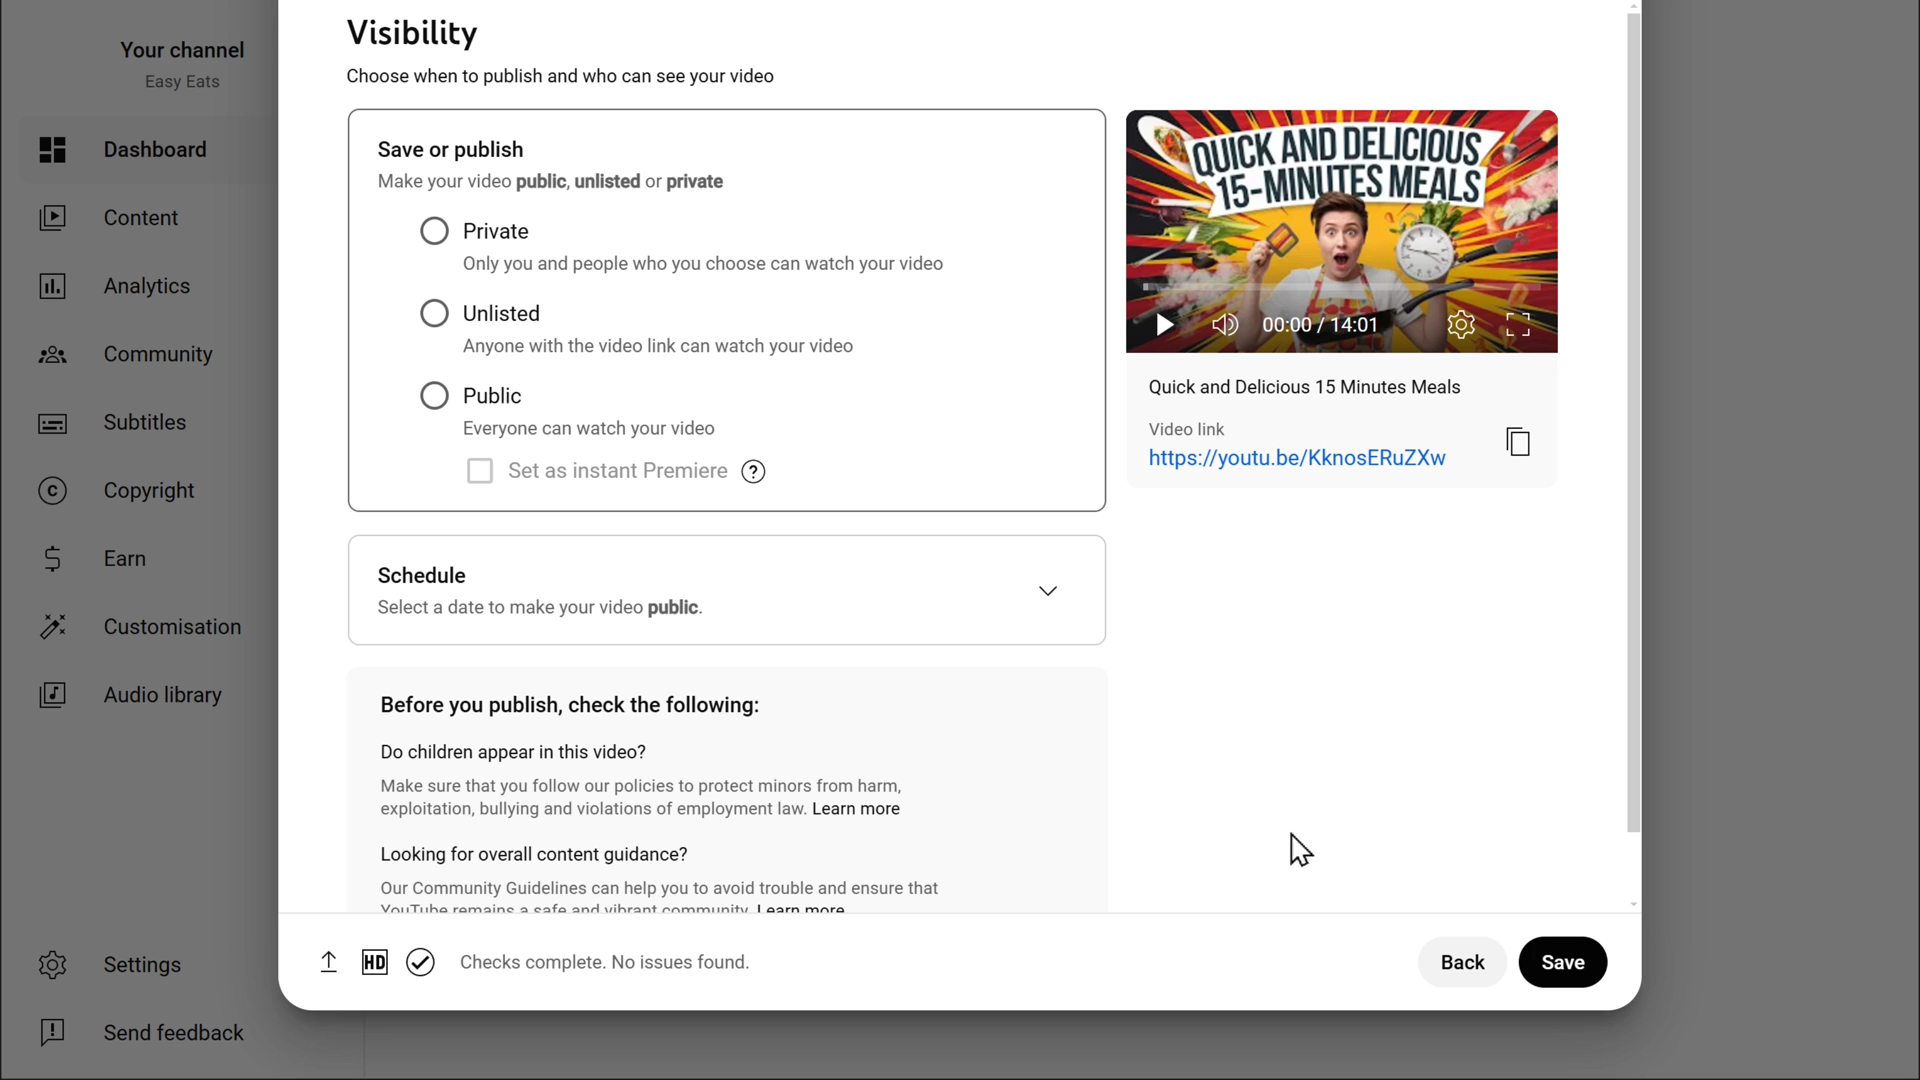 Your channel
Easy Eats
Dashboard
Content
Analytics
Community
Subtitles
Copyright
Earn
Customisation
Audio library
Settings
Send feedback
Visibility
Choose when to publish and who can see your video
Save or publish
Make your video public, unlisted or private
Private
Only you and people who you choose can watch your video
Unlisted
Anyone with the video link can watch your video
Public
Everyone can watch your video
Set as instant Premiere ?
Schedule
Select a date to make your video public.
Before you publish, check the following:
Do children appear in this video?
Make sure that you follow our policies to protect minors from harm,
exploitation, bullying and violations of employment law. Learn more
Looking for overall content guidance?
Our Community Guidelines can help you to avoid trouble and ensure that
YouTube remains a safe and vibrant community. Learn more
QUICK AND DELICIOUS
15-MINUTES MEALS
00:00 / 14:01
Quick and Delicious 15 Minutes Meals
Video link
https://youtu.be/KknosERuZXw
HD
Checks complete. No issues found.
Back
Save